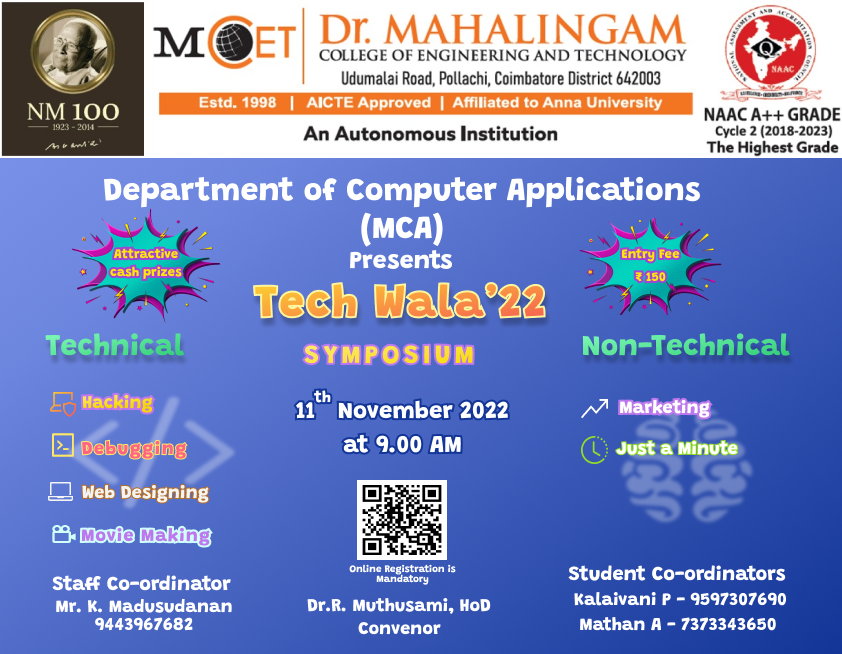 NM 100
1923 - 2014
MCET
Dr. MAHALINGAM
COLLEGE OF ENGINEERING AND TECHNOLOGY
Udumalai Road, Pollachi, Coimbatore District 642003
Estd. 1998 | AICTE Approved | Affiliated to Anna University
An Autonomous Institution
NATIONAL ASSESSMENT AND ACCREDITATION COUNCIL
NAAC
NAAC A++ GRADE
Cycle 2 (2018-2023)
The Highest Grade
Department of Computer Applications
(MCA)
Presents
Attractive
cash prizes
Entry Fee
₹ 150
Tech Wala'22
SYMPOSIUM
11th November 2022
at 9.00 AM
Technical
Hacking
Debugging
Web Designing
Movie Making
Non-Technical
Marketing
Just a Minute
Online Registration is
Mandatory
Staff Co-ordinator
Mr. K. Madusudanan
9443967682
Dr.R. Muthusami, HoD
Convenor
Student Co-ordinators
Kalaivani P - 9597307690
Mathan A - 7373343650